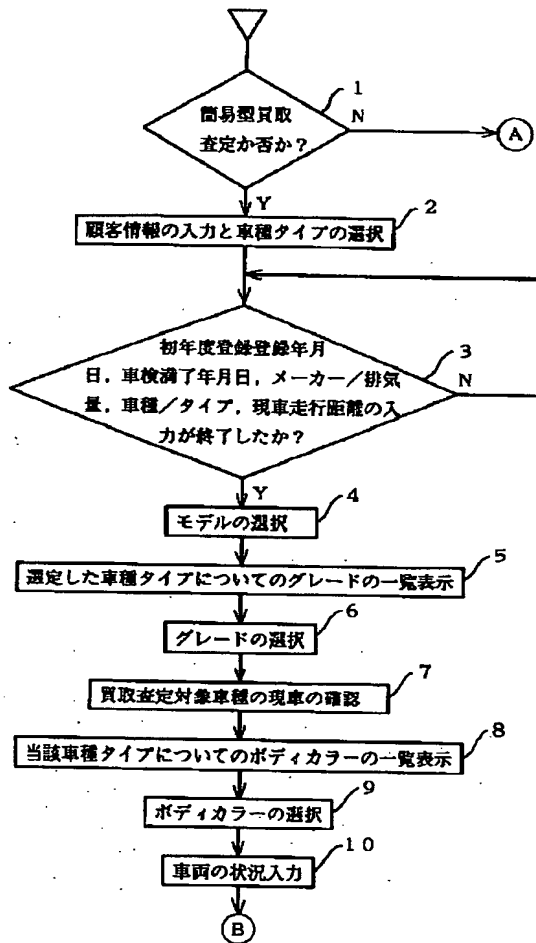 1
簡易型買取
査定か否か？
N
A
Y
2
顧客情報の入力と車種タイプの選択
初年度登録登録年月
日，車検満了年月日，メーカー／排気
量，車種／タイプ，現車走行距離の入
力が終了したか？
3
N
Y
4
モデルの選択
5
選定した車種タイプについてのグレードの一覧表示
6
グレードの選択
7
買取査定対象車種の現車の確認
8
当該車種タイプについてのボディカラーの一覧表示
9
ボディカラーの選択
10
車両の状況入力
B